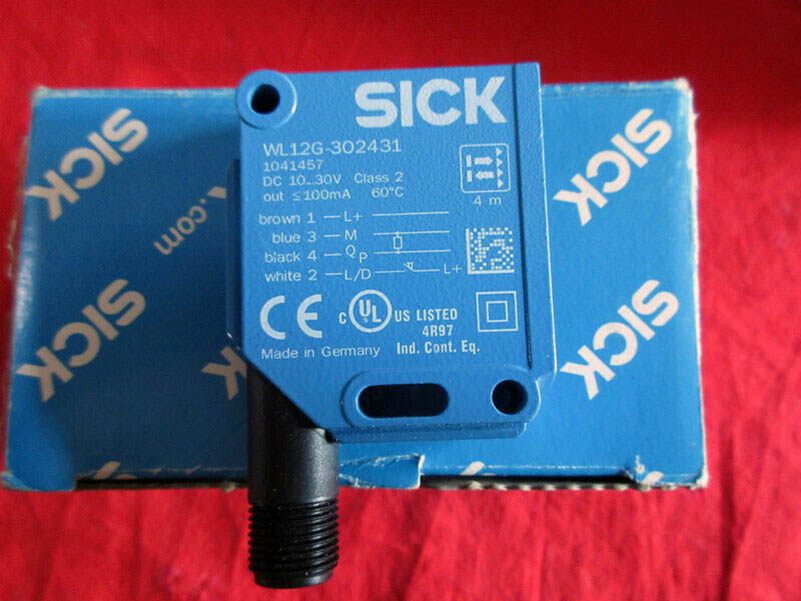 SICK
WL12G-302431
1041457
DC 10...30V Class 2
out ≤100mA 60°C
4 m
brown 1 L+
blue 3 M
black 4 Q P
white 2 L/D L+
CE
C UL US LISTED
4R97
Made in Germany Ind. Cont. Eq.
SICK
SICK
.com
SICK
SICK
SICK